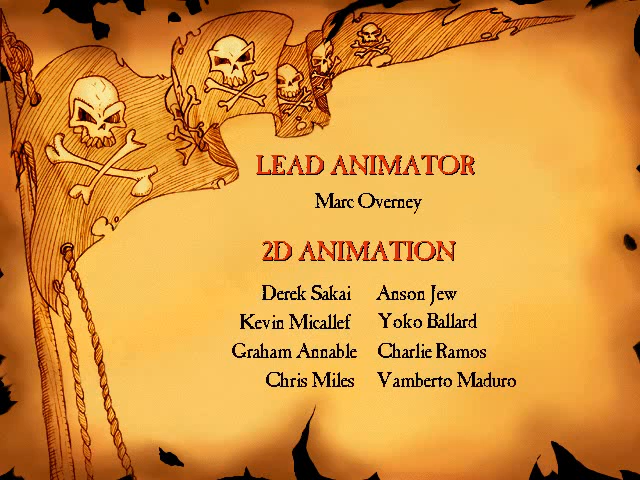 LEAD ANIMATOR
Marc Overney
2D ANIMATION
Derek Sakai Anson Jew
Kevin Micallef Yoko Ballard
Graham Annable Charlie Ramos
Chris Miles Vamberto Maduro